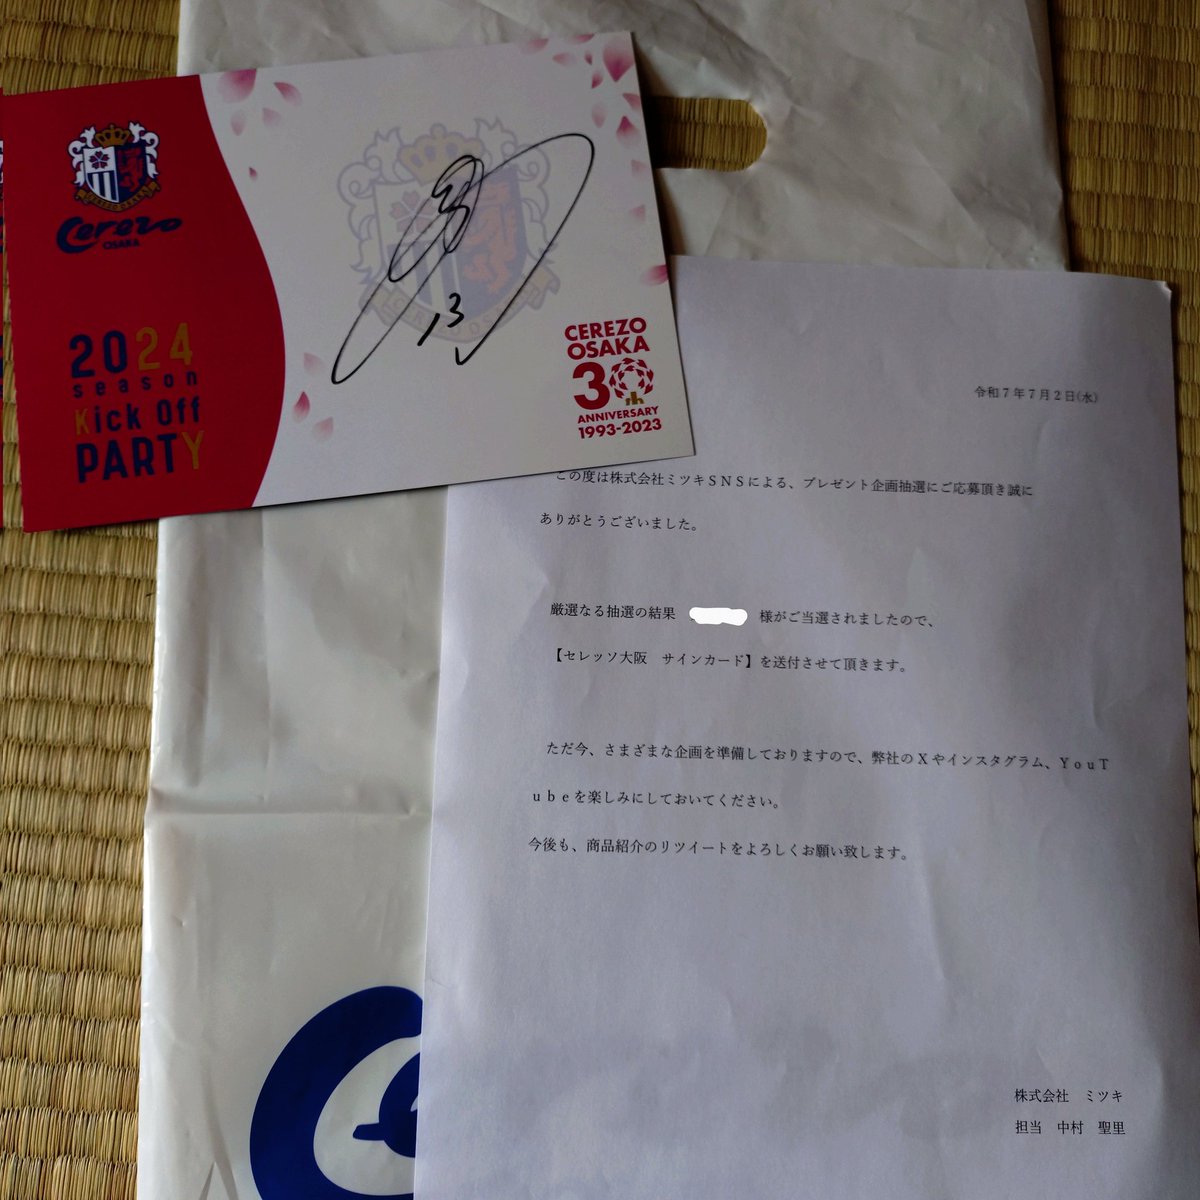 Cerezo
OSAKA
2024
season
Kick Off
PARTY
13
CEREZO
OSAKA
30
ANNIVERSARY
1993-2023
令和7年7月2日(水)
この度は株式会社ミツキSNSによる、プレゼント企画抽選にご応募頂き誠に
ありがとうございました。
厳選なる抽選の結果 様がご当選されましたので、
【セレッソ大阪 サインカード】を送付させて頂きます。
ただ今、さまざまな企画を準備しておりますので、弊社のXやインスタグラム、YouT
ubeを楽しみにしておいてください。
今後も、商品紹介のリツイートをよろしくお願い致します。
株式会社 ミツキ
担当 中村 聖里